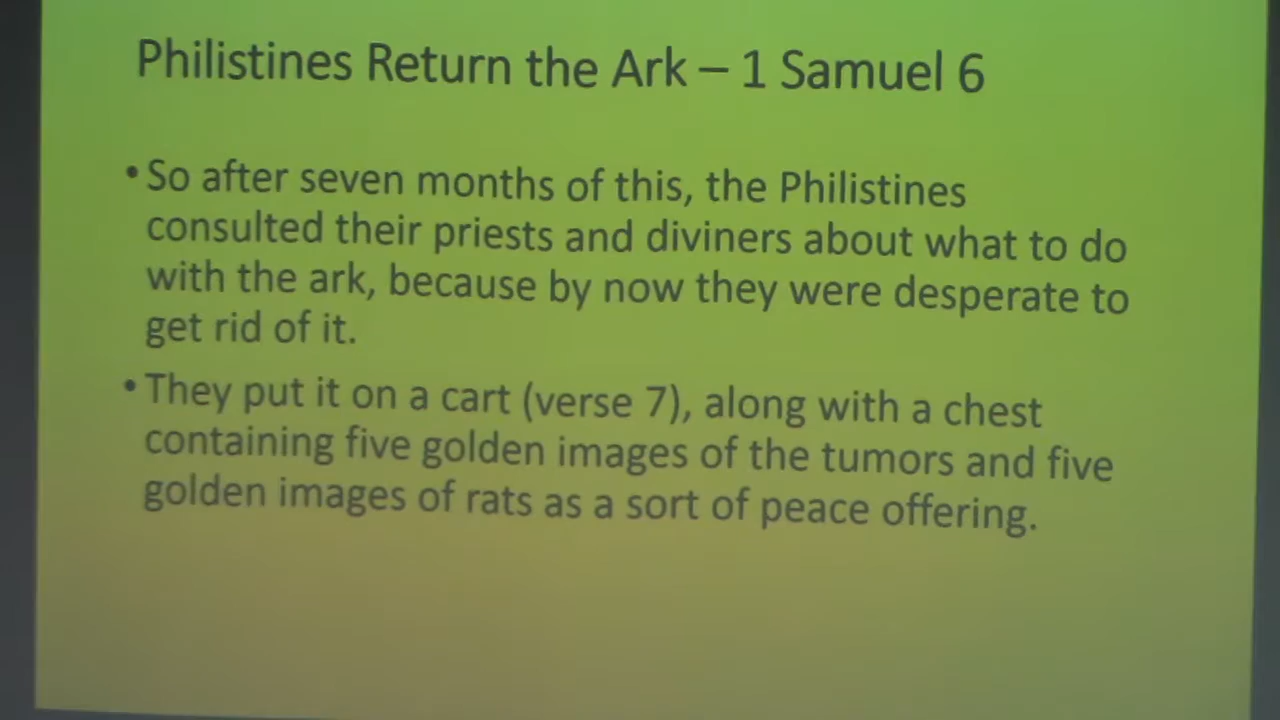 Philistines Return the Ark – 1 Samuel 6
• So after seven months of this, the Philistines
consulted their priests and diviners about what to do
with the ark, because by now they were desperate to
get rid of it.
• They put it on a cart (verse 7), along with a chest
containing five golden images of the tumors and five
golden images of rats as a sort of peace offering.